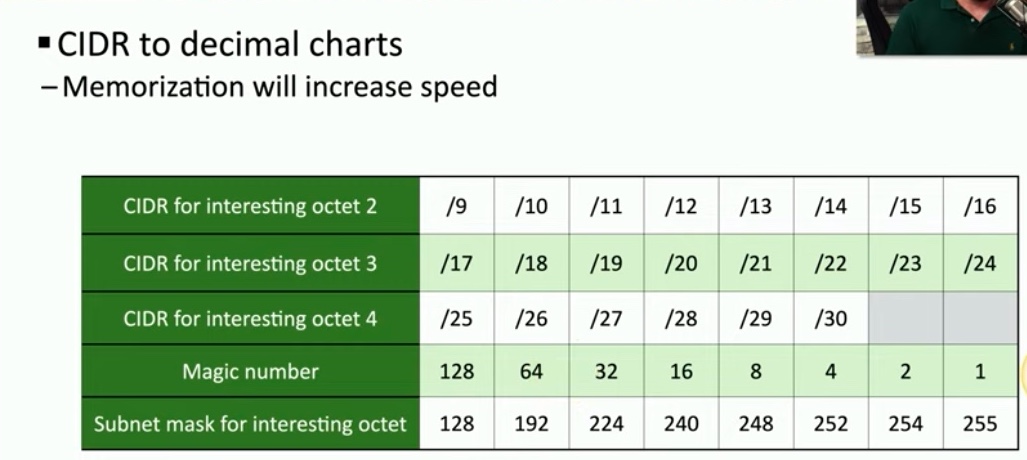 ▪CIDR to decimal charts
–Memorization will increase speed
CIDR for interesting octet 2 /9 /10 /11 /12 /13 /14 /15 /16
CIDR for interesting octet 3 /17 /18 /19 /20 /21 /22 /23 /24
CIDR for interesting octet 4 /25 /26 /27 /28 /29 /30
Magic number 128 64 32 16 8 4 2 1
Subnet mask for interesting octet 128 192 224 240 248 252 254 255